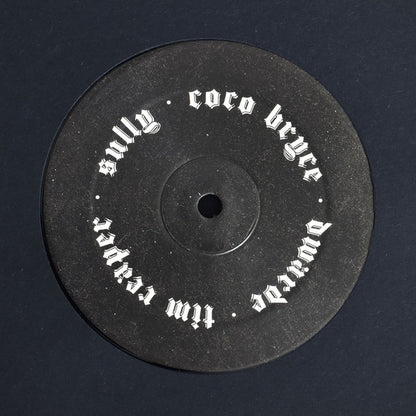 sully · coco bryce · dwarde · tim reaper ·